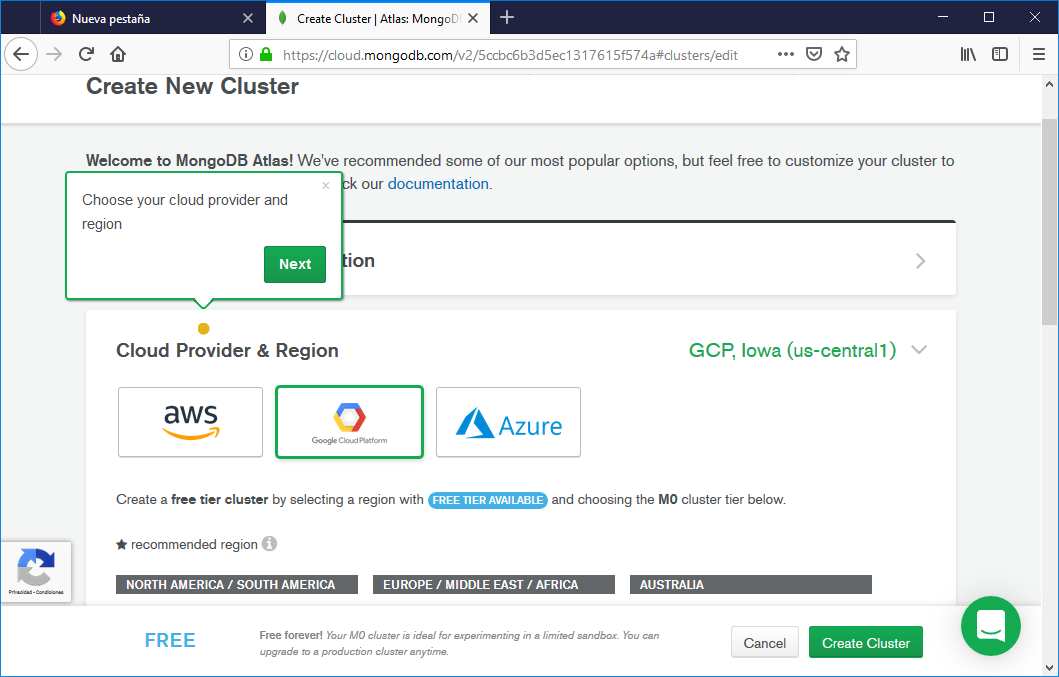 Nueva pestaña
Create Cluster | Atlas: MongoD
https://cloud.mongodb.com/v2/5ccbc6b3d5ec1317615f574a#clusters/edit
Create New Cluster
Welcome to MongoDB Atlas! We've recommended some of our most popular options, but feel free to customize your cluster to
ck our documentation.
Choose your cloud provider and
region
Next
tion
Cloud Provider & Region
GCP, Iowa (us-central1)
aws
Google Cloud Platform
Azure
Create a free tier cluster by selecting a region with FREE TIER AVAILABLE and choosing the M0 cluster tier below.
recommended region
NORTH AMERICA / SOUTH AMERICA
EUROPE / MIDDLE EAST / AFRICA
AUSTRALIA
Privacidad - Condiciones
FREE
Free forever! Your M0 cluster is ideal for experimenting in a limited sandbox. You can
upgrade to a production cluster anytime.
Cancel
Create Cluster